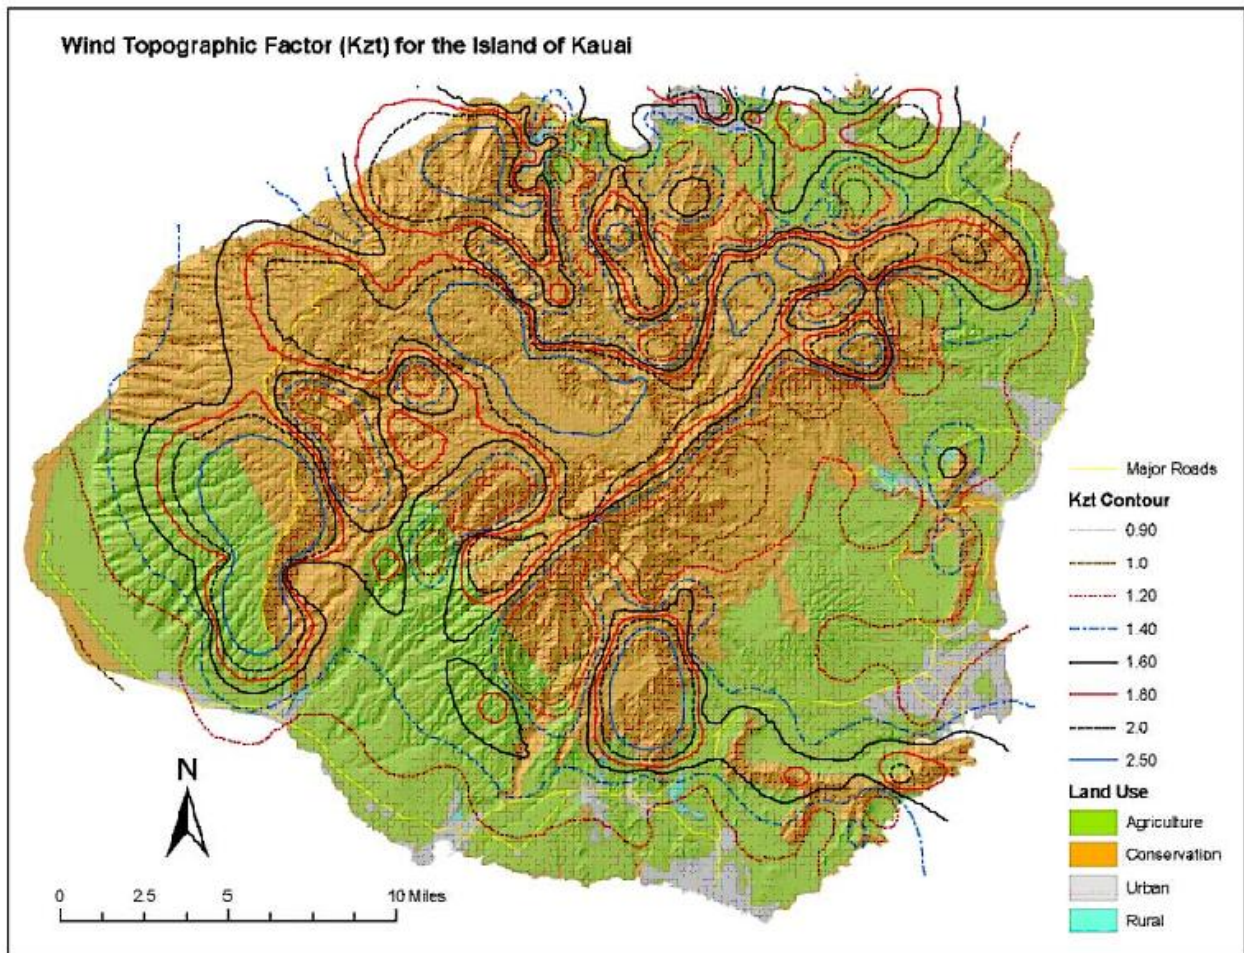 Wind Topographic Factor (Kzt) for the Island of Kauai
Major Roads
Kzt Contour
0.90
1.0
1.20
1.40
1.60
1.80
2.0
2.50
Land Use
Agriculture
Conservation
Urban
Rural
N
0 2.5 5 10 Miles